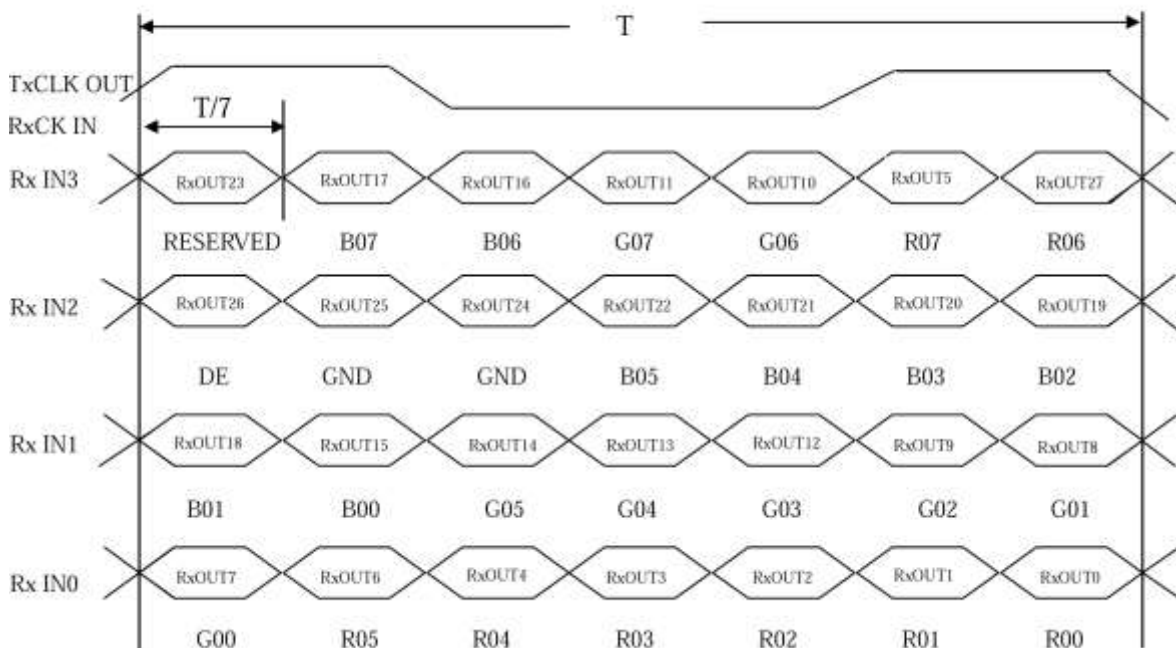 T
TxCLK OUT
T/7
RxCK IN
Rx IN3 RxOUT23 RxOUT17 RxOUT16 RxOUT11 RxOUT10 RxOUT5 RxOUT27
RESERVED B07 B06 G07 G06 R07 R06
Rx IN2 RxOUT26 RxOUT25 RxOUT24 RxOUT22 RxOUT21 RxOUT20 RxOUT19
DE GND GND B05 B04 B03 B02
Rx IN1 RxOUT18 RxOUT15 RxOUT14 RxOUT13 RxOUT12 RxOUT9 RxOUT8
B01 B00 G05 G04 G03 G02 G01
Rx IN0 RxOUT7 RxOUT6 RxOUT4 RxOUT3 RxOUT2 RxOUT1 RxOUT0
G00 R05 R04 R03 R02 R01 R00